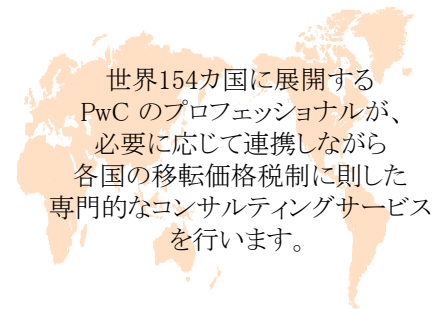 世界154カ国に展開する
PwC のプロフェッショナルが、
必要に応じて連携しながら
各国の移転価格税制に則した
専門的なコンサルティングサービス
を行います。